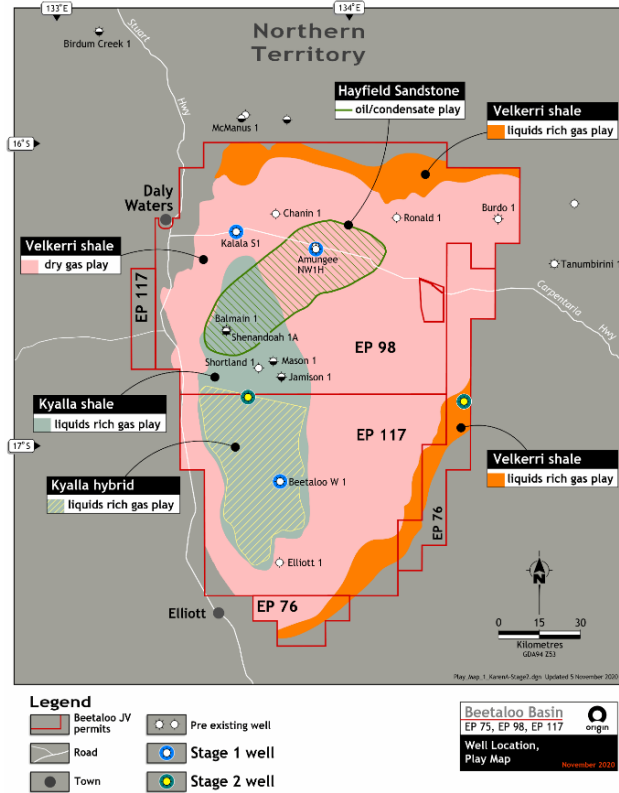 133°E
134°E
Birdum Creek 1
Stuart
Hwy
Northern
Territory
Hayfield Sandstone
oil/condensate play
Velkerri shale
liquids rich gas play
McManus 1
16°S
Daly
Waters
Chanin 1
Ronald 1
Burdo 1
Kalala S1
Amungee
NW1H
Velkerri shale
dry gas play
Tanumbirini 1
EP 117
Carpentaria
Hwy
Balmain 1
Shenandoah 1A
EP 98
Shortland 1
Mason 1
Jamison 1
Kyalla shale
liquids rich gas play
EP 117
17°S
Velkerri shale
liquids rich gas play
Kyalla hybrid
liquids rich gas play
Beetaloo W 1
EP 76
Elliott 1
N
EP 76
Elliott
0 15 30
Kilometres
GDA94 Z53
Play_Map_1_KarenA-Stage2.dgn Updated 5 November 2020
Legend
Beetaloo JV
permits
Pre existing well
Road
Stage 1 well
Town
Stage 2 well
Beetaloo Basin
EP 75, EP 98, EP 117
origin
Well Location,
Play Map
November 2020